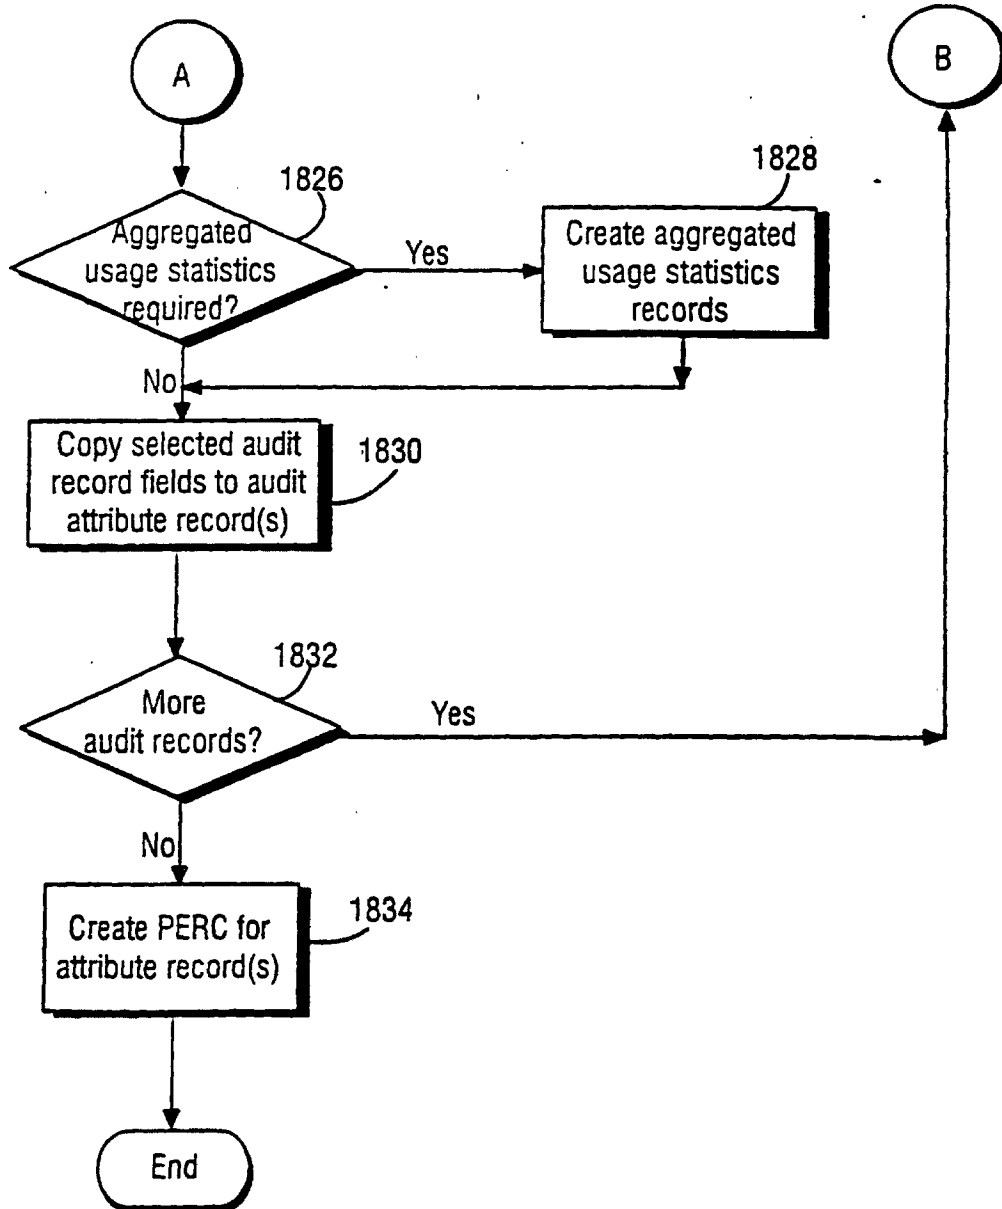 A
B
1826
Aggregated
usage statistics
required?
Yes
1828
Create aggregated
usage statistics
records
No
Copy selected audit
record fields to audit
attribute record(s)
1830
1832
More
audit records?
Yes
No
Create PERC for
attribute record(s)
1834
End